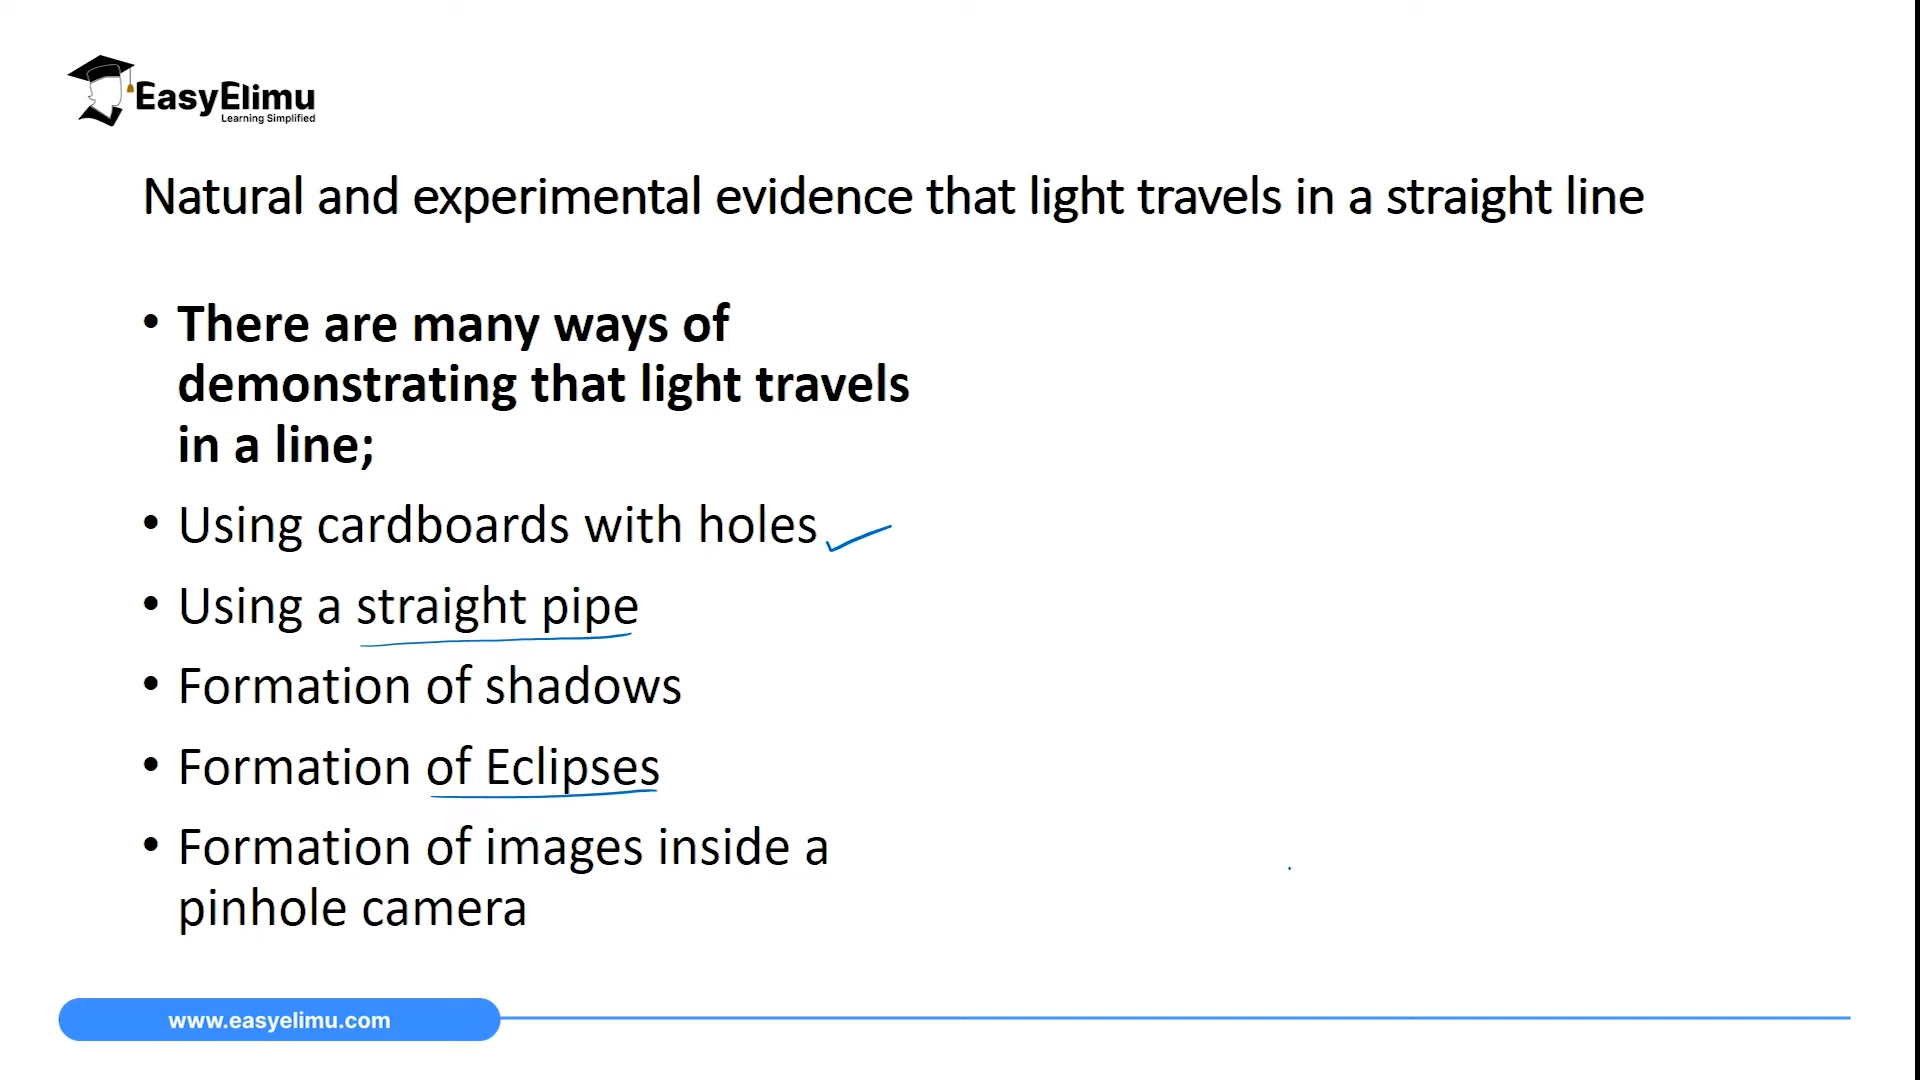 EasyElimu
Learning Simplified
Natural and experimental evidence that light travels in a straight line
• There are many ways of
demonstrating that light travels
in a line;
• Using cardboards with holes
• Using a straight pipe
• Formation of shadows
• Formation of Eclipses
• Formation of images inside a
pinhole camera
www.easyelimu.com